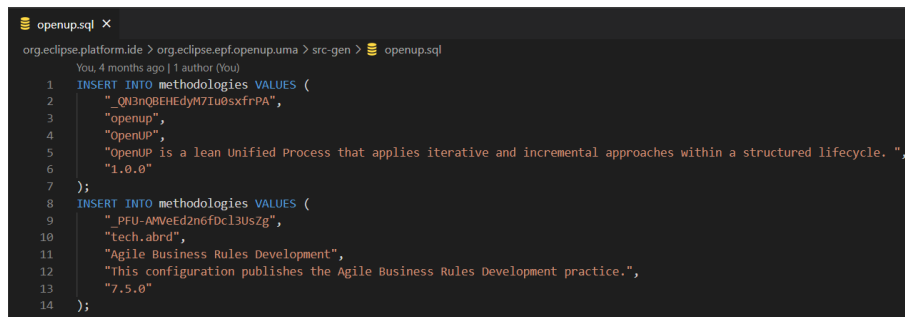 openup.sql ×
org.eclipse.platform.ide > org.eclipse.epf.openup.uma > src-gen > openup.sql
You, 4 months ago | 1 author (You)
1 INSERT INTO methodologies VALUES (
2 "_QN3nQBEHEdyM7Iu0sxfrPA",
3 "openup",
4 "OpenUP",
5 "OpenUP is a lean Unified Process that applies iterative and incremental approaches within a structured lifecycle. ",
6 "1.0.0"
7 );
8 INSERT INTO methodologies VALUES (
9 "_PFU-AMVeEd2n6fDcl3UsZg",
10 "tech.abrd",
11 "Agile Business Rules Development",
12 "This configuration publishes the Agile Business Rules Development practice.",
13 "7.5.0"
14 );